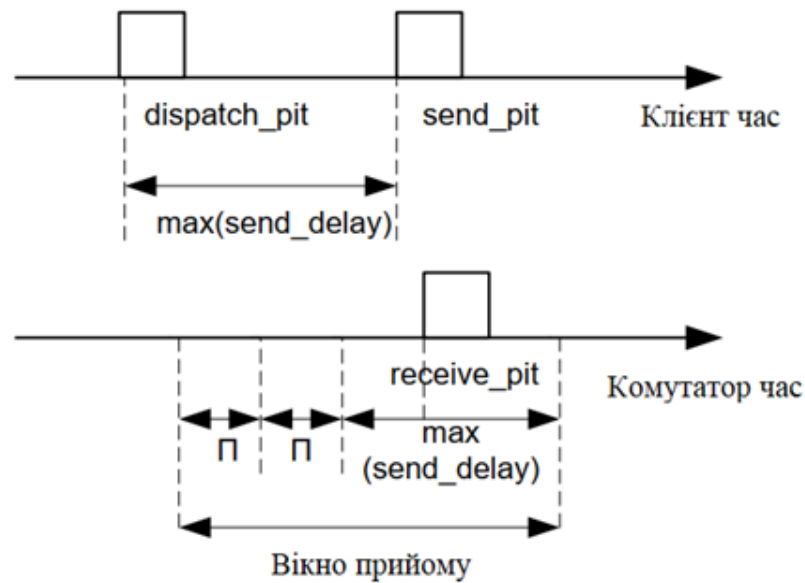 dispatch_pit
send_pit
Клієнт час
max(send_delay)
receive_pit
Комутатор час
П
П
max
(send_delay)
Вікно прийому